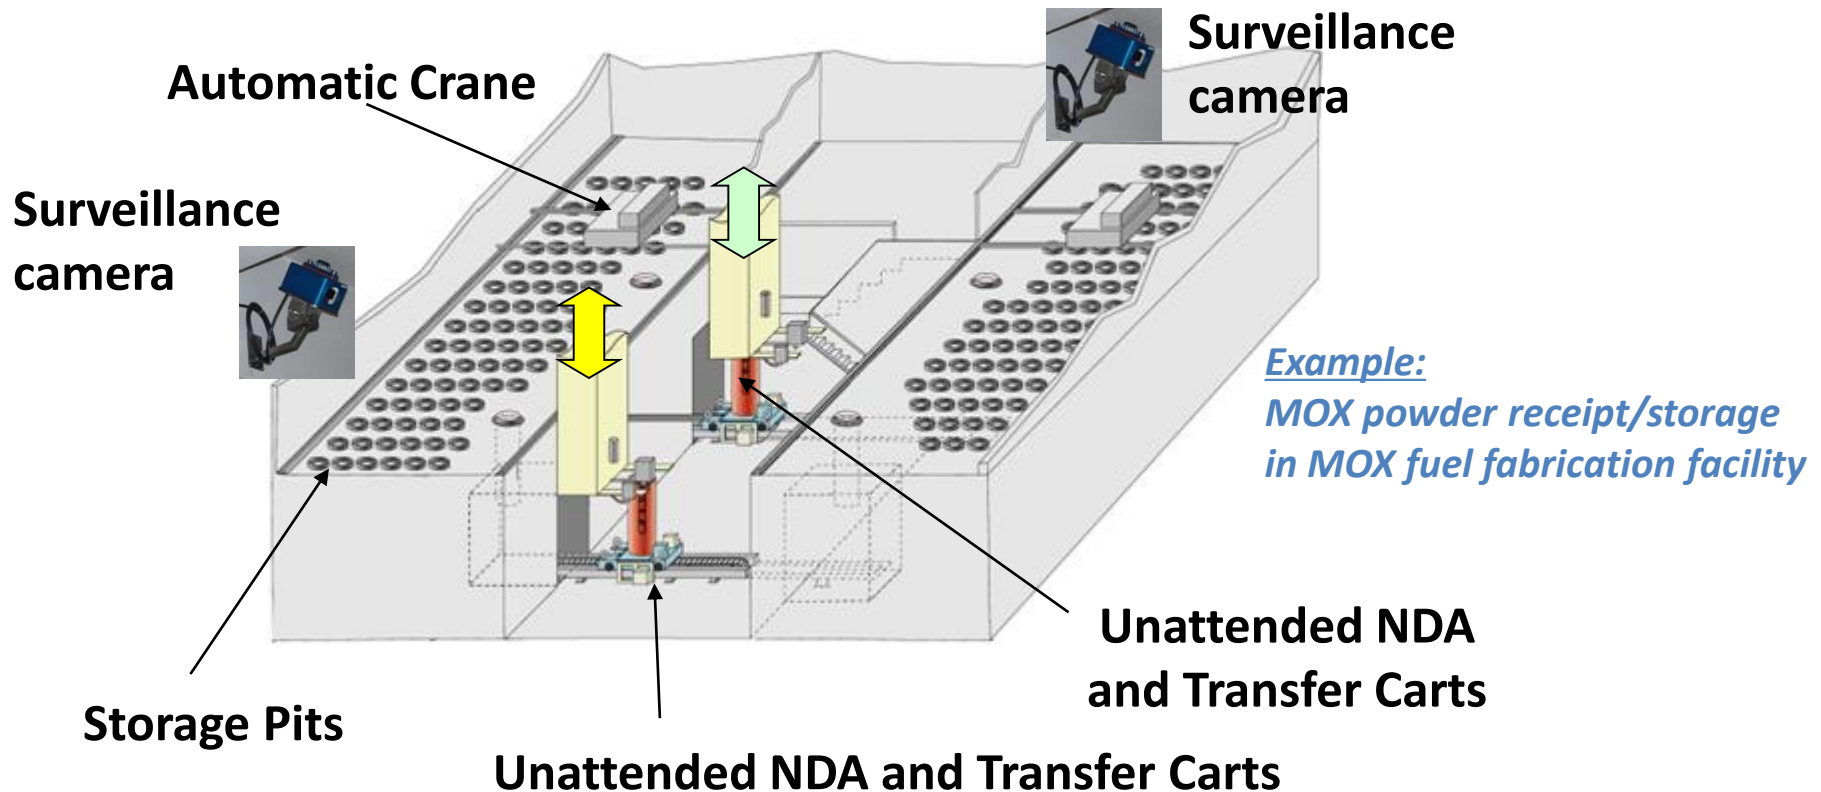 Surveillance
camera
Automatic Crane
Surveillance
camera
Example:
MOX powder receipt/storage
in MOX fuel fabrication facility
Unattended NDA
and Transfer Carts
Storage Pits
Unattended NDA and Transfer Carts